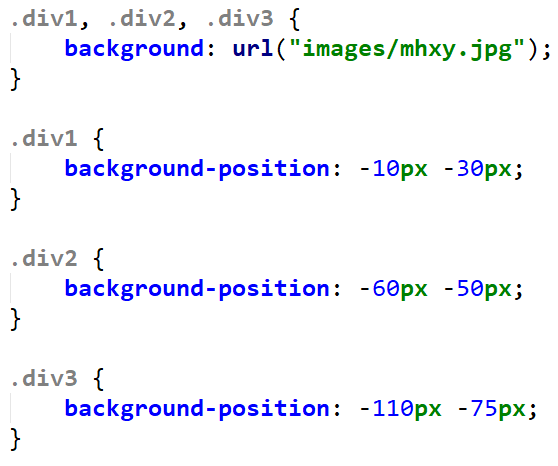 .div1, .div2, .div3 {
    background: url("images/mhxy.jpg");
}
.div1 {
    background-position: -10px -30px;
}
.div2 {
    background-position: -60px -50px;
}
.div3 {
    background-position: -110px -75px;
}